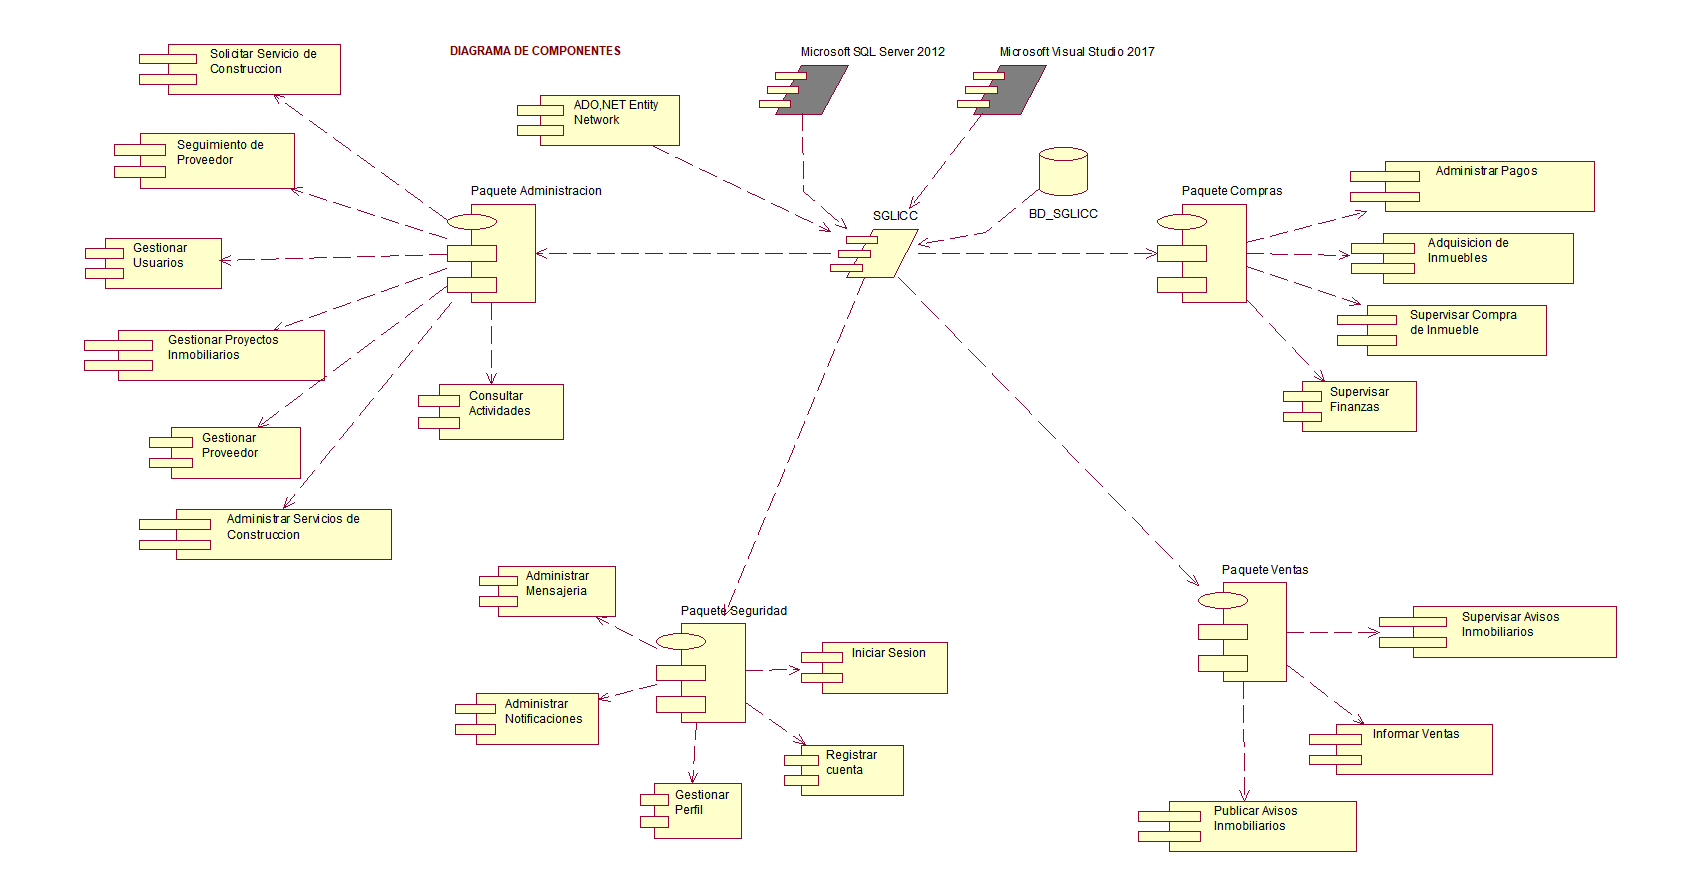 DIAGRAMA DE COMPONENTES
Microsoft SQL Server 2012
Microsoft Visual Studio 2017
Solicitar Servicio de
Construccion
ADO,NET Entity
Network
Seguimiento de
Proveedor
Paquete Administracion
SGLICC
BD_SGLICC
Paquete Compras
Administrar Pagos
Gestionar
Usuarios
Adquisicion de
Inmuebles
Gestionar Proyectos
Inmobiliarios
Supervisar Compra
de Inmueble
Consultar
Actividades
Supervisar
Finanzas
Gestionar
Proveedor
Administrar Servicios de
Construccion
Administrar
Mensajeria
Paquete Seguridad
Paquete Ventas
Supervisar Avisos
Inmobiliarios
Iniciar Sesion
Administrar
Notificaciones
Informar Ventas
Registrar
cuenta
Gestionar
Perfil
Publicar Avisos
Inmobiliarios